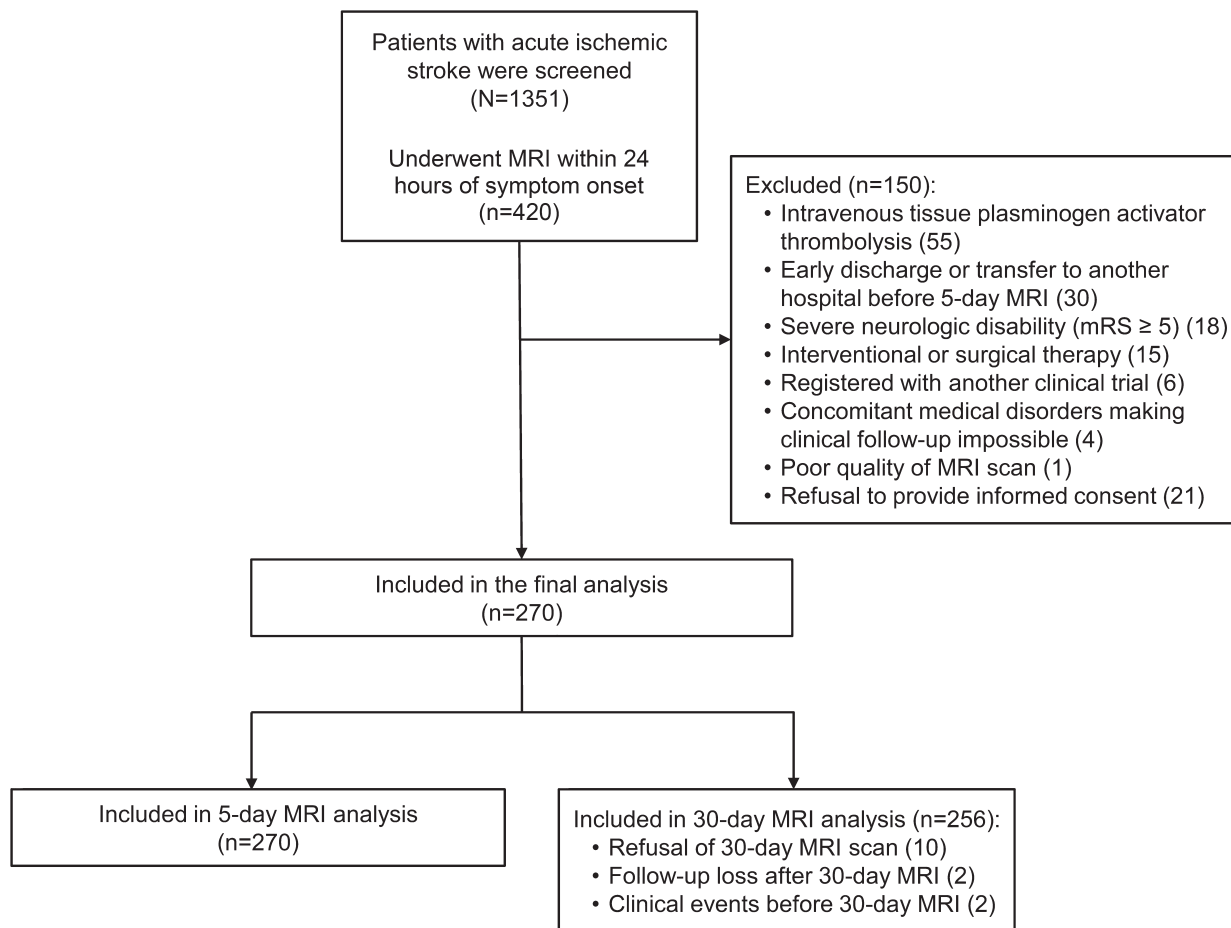 Patients with acute ischemic
stroke were screened
(N=1351)
Underwent MRI within 24
hours of symptom onset
(n=420)
Excluded (n=150):
• Intravenous tissue plasminogen activator
thrombolysis (55)
• Early discharge or transfer to another
hospital before 5-day MRI (30)
• Severe neurologic disability (mRS ≥ 5) (18)
• Interventional or surgical therapy (15)
• Registered with another clinical trial (6)
• Concomitant medical disorders making
clinical follow-up impossible (4)
• Poor quality of MRI scan (1)
• Refusal to provide informed consent (21)
Included in the final analysis
(n=270)
Included in 5-day MRI analysis
(n=270)
Included in 30-day MRI analysis (n=256):
• Refusal of 30-day MRI scan (10)
• Follow-up loss after 30-day MRI (2)
• Clinical events before 30-day MRI (2)